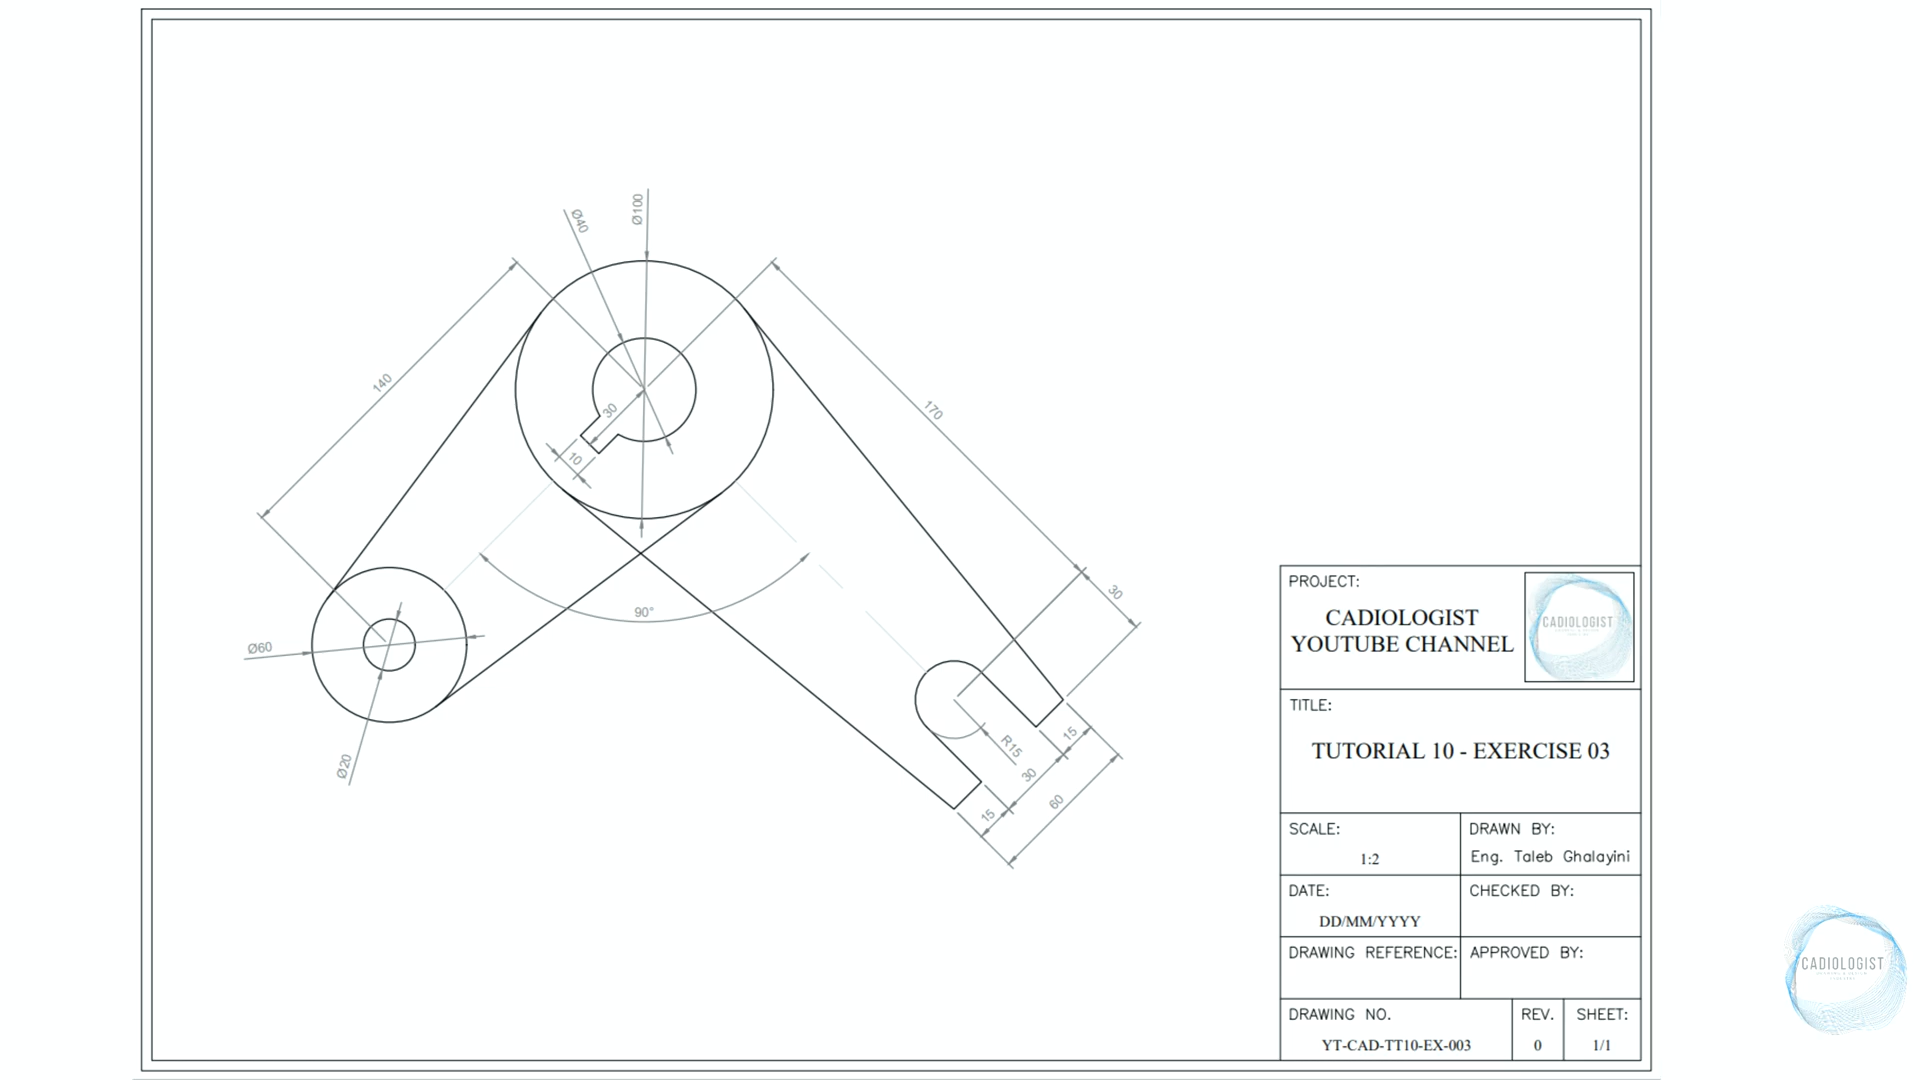 Ø40
Ø100
140
170
30
10
30
90°
Ø60
Ø20
R15
15
30
15
60
PROJECT:
CADIOLOGIST
YOUTUBE CHANNEL
CADIOLOGIST
TITLE:
TUTORIAL 10 - EXERCISE 03
SCALE:
1:2
DRAWN BY:
Eng. Taleb Ghalayini
DATE:
DD/MM/YYYY
CHECKED BY:
DRAWING REFERENCE:
APPROVED BY:
DRAWING NO.
YT-CAD-TT10-EX-003
REV.
0
SHEET:
1/1
CADIOLOGIST